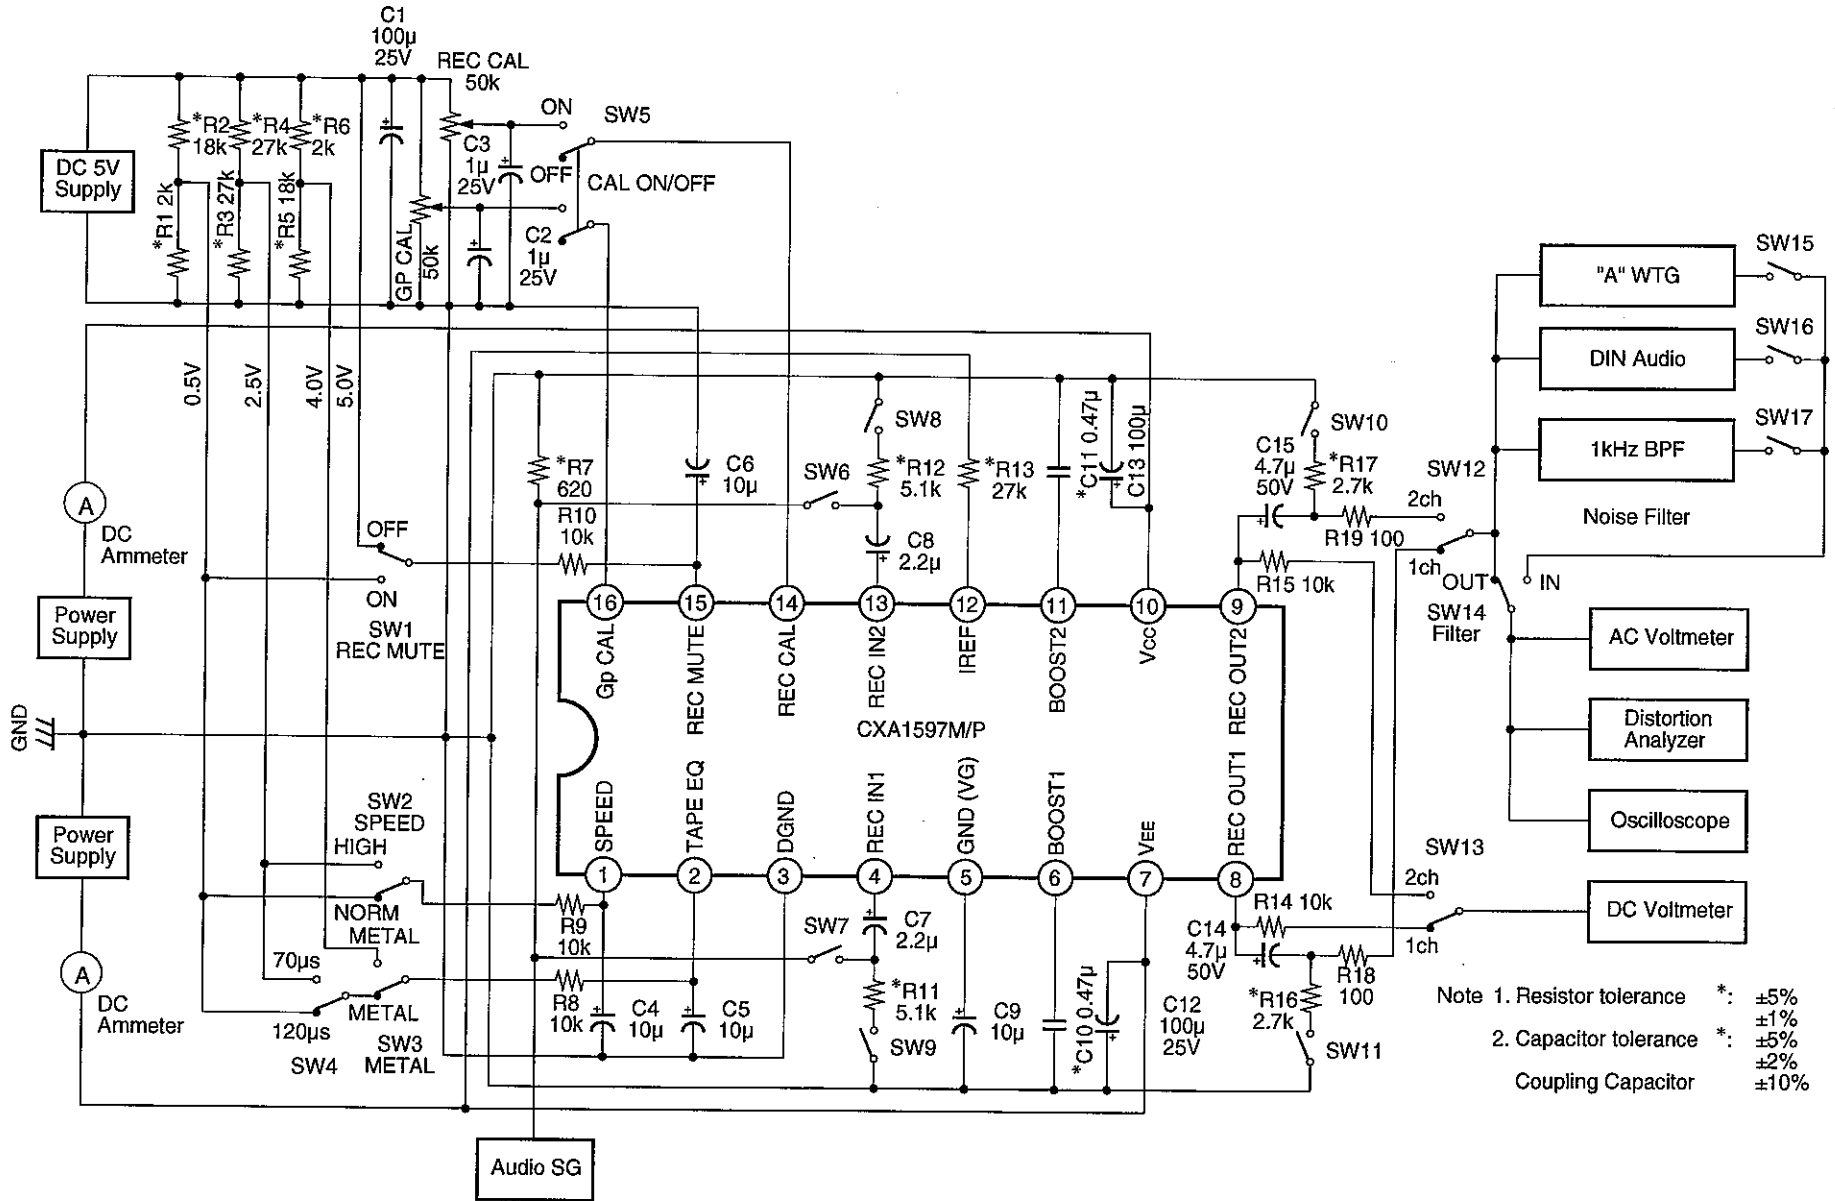 C1
100μ
25V
REC CAL
50k
ON
SW5
*R2
18k
*R4
27k
*R6
2k
C3
1μ
25V
OFF
CAL ON/OFF
DC 5V
Supply
*R1 2k
*R3 27k
*R5 18k
GP CAL
50k
C2
1μ
25V
0.5V
2.5V
4.0V
5.0V
"A" WTG
SW15
DIN Audio
SW16
1kHz BPF
SW17
Noise Filter
SW8
*R12
5.1k
*R7
620
SW6
C6
10μ
*R13
27k
*C11 0.47μ
C13 100μ
SW10
C15
4.7μ
50V
*R17
2.7k
SW12
2ch
R19 100
1ch
R15 10k
A
DC
Ammeter
OFF
R10
10k
C8
2.2μ
ON
SW1
REC MUTE
OUT
IN
SW14
Filter
Power
Supply
AC Voltmeter
16
15
14
13
12
11
10
9
Gp CAL
REC MUTE
REC CAL
REC IN2
IREF
BOOST2
VCC
REC OUT2
CXA1597M/P
GND
Distortion
Analyzer
Oscilloscope
SPEED
TAPE EQ
DGND
REC IN1
GND (VG)
BOOST1
VEE
REC OUT1
1
2
3
4
5
6
7
8
SW2
SPEED
HIGH
NORM
METAL
Power
Supply
R9
10k
SW7
C7
2.2μ
R14 10k
C14
4.7μ
50V
R18
100
SW13
2ch
1ch
DC Voltmeter
A
DC
Ammeter
70μs
120μs
METAL
SW3
METAL
SW4
R8
10k
C4
10μ
C5
10μ
*R11
5.1k
SW9
C9
10μ
*C10 0.47μ
C12
100μ
25V
*R16
2.7k
SW11
Note 1. Resistor tolerance *: ±5%
±1%
2. Capacitor tolerance *: ±5%
±2%
Coupling Capacitor ±10%
Audio SG